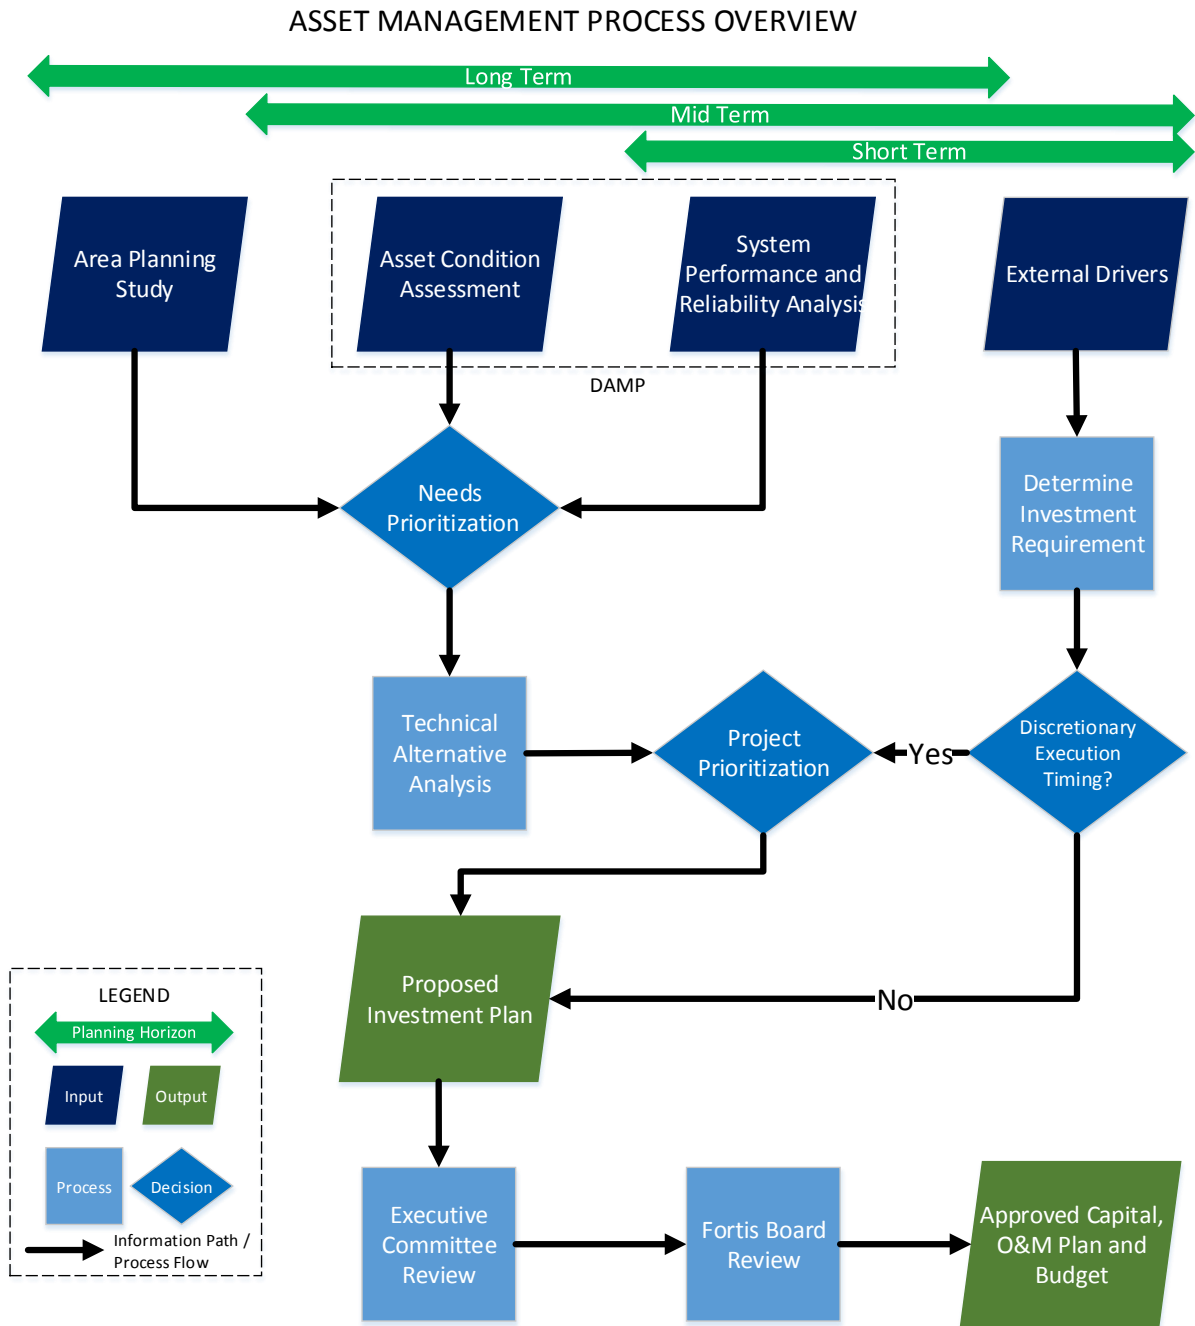 ASSET MANAGEMENT PROCESS OVERVIEW
Long Term
Mid Term
Short Term
Area Planning
Study
Asset Condition
Assessment
System
Performance and
Reliability Analysis
External Drivers
DAMP
Needs
Prioritization
Determine
Investment
Requirement
Technical
Alternative
Analysis
Project
Prioritization
Yes
Discretionary
Execution
Timing?
Proposed
Investment Plan
No
LEGEND
Planning Horizon
Input
Output
Process
Decision
Information Path /
Process Flow
Executive
Committee
Review
Fortis Board
Review
Approved Capital,
O&M Plan and
Budget